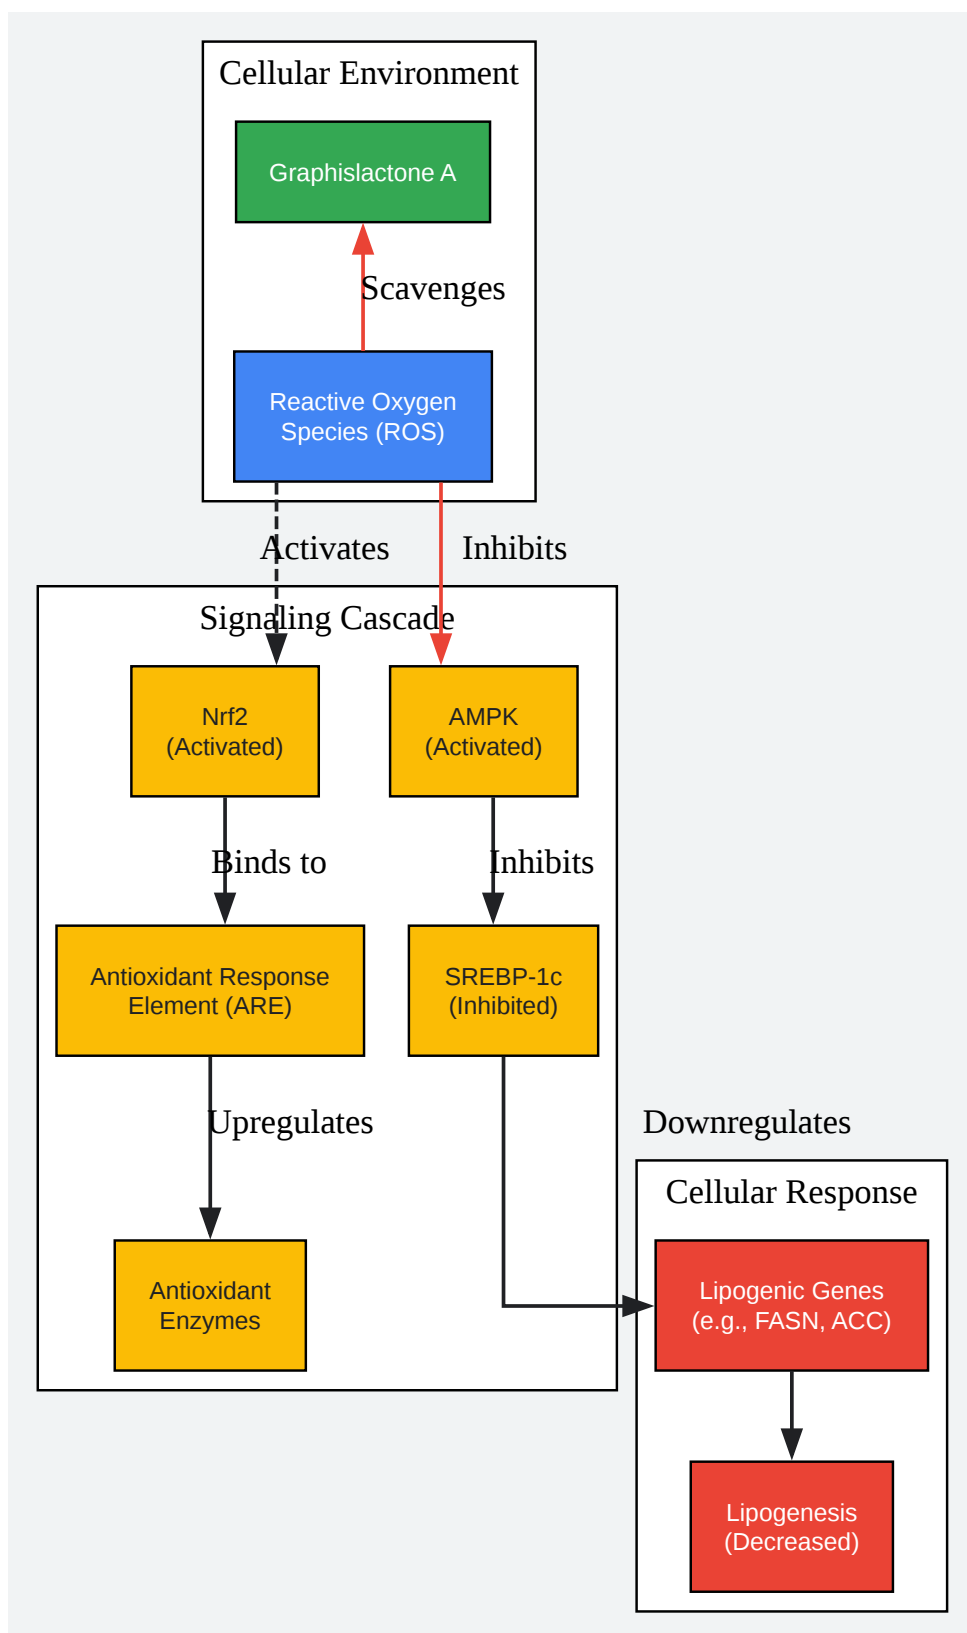 Cellular Environment
Graphislactone A
Scavenges
Reactive Oxygen
Species (ROS)
Activates
Inhibits
Signaling Cascade
Nrf2
(Activated)
AMPK
(Activated)
Binds to
Inhibits
Antioxidant Response
Element (ARE)
SREBP-1c
(Inhibited)
Upregulates
Downregulates
Cellular Response
Antioxidant
Enzymes
Lipogenic Genes
(e.g., FASN, ACC)
Lipogenesis
(Decreased)